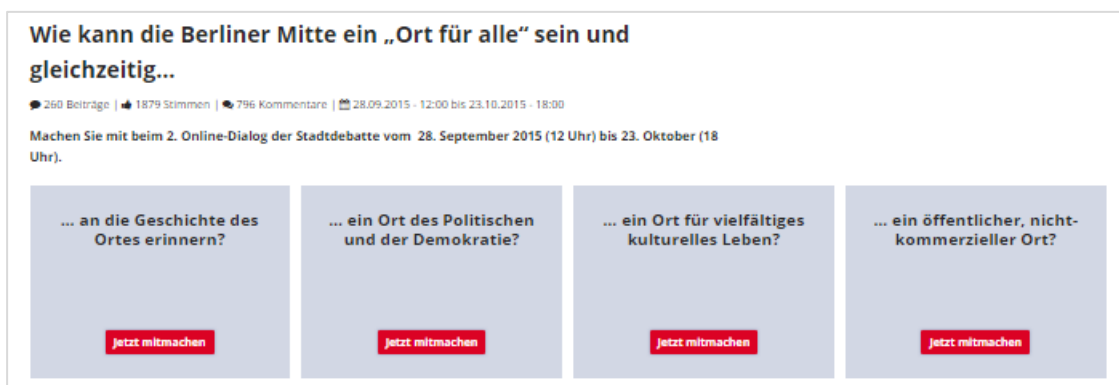 Wie kann die Berliner Mitte ein „Ort für alle“ sein und
gleichzeitig...
260 Beiträge | 1879 Stimmen | 796 Kommentare | 28.09.2015 - 12:00 bis 23.10.2015 - 18:00
Machen Sie mit beim 2. Online-Dialog der Stadtdebatte vom 28. September 2015 (12 Uhr) bis 23. Oktober (18
Uhr).
... an die Geschichte des
Ortes erinnern?
Jetzt mitmachen
... ein Ort des Politischen
und der Demokratie?
Jetzt mitmachen
... ein Ort für vielfältiges
kulturelles Leben?
Jetzt mitmachen
... ein öffentlicher, nicht-
kommerzieller Ort?
Jetzt mitmachen